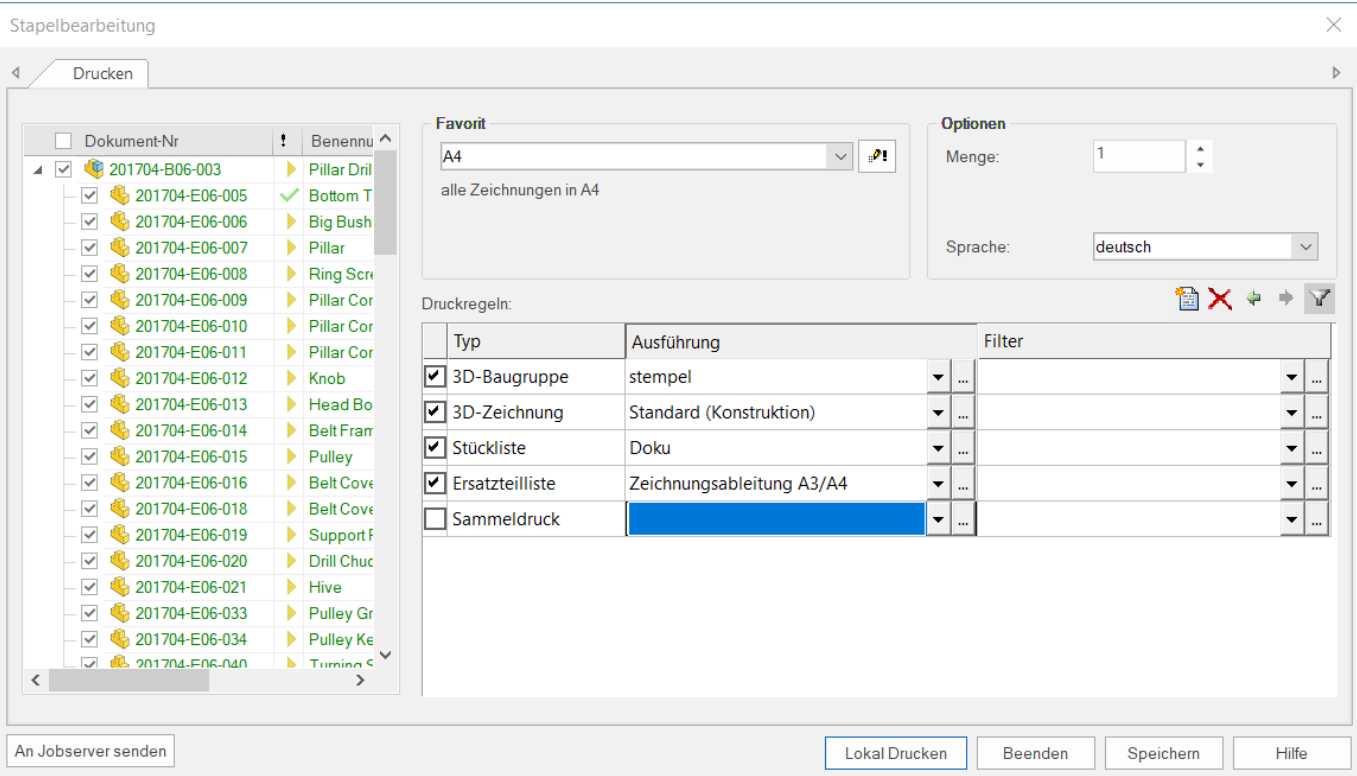 Stapelbearbeitung
Drucken
Dokument-Nr ! Benennu
201704-B06-003 Pillar Dril
201704-E06-005 Bottom T
201704-E06-006 Big Bush
201704-E06-007 Pillar
201704-E06-008 Ring Scre
201704-E06-009 Pillar Cor
201704-E06-010 Pillar Cor
201704-E06-011 Pillar Cor
201704-E06-012 Knob
201704-E06-013 Head Bo
201704-E06-014 Belt Fram
201704-E06-015 Pulley
201704-E06-016 Belt Cove
201704-E06-018 Belt Cove
201704-E06-019 Support
201704-E06-020 Drill Chuc
201704-E06-021 Hive
201704-E06-033 Pulley Gr
201704-E06-034 Pulley Ke
201704-E06-040 Turning S
Favorit
A4
alle Zeichnungen in A4
Optionen
Menge: 1
Sprache: deutsch
Druckregeln:
Typ Ausführung Filter
3D-Baugruppe stempel ... ...
3D-Zeichnung Standard (Konstruktion) ... ...
Stückliste Doku ... ...
Ersatzteilliste Zeichnungsableitung A3/A4 ... ...
Sammeldruck ... ...
An Jobserver senden Lokal Drucken Beenden Speichern Hilfe